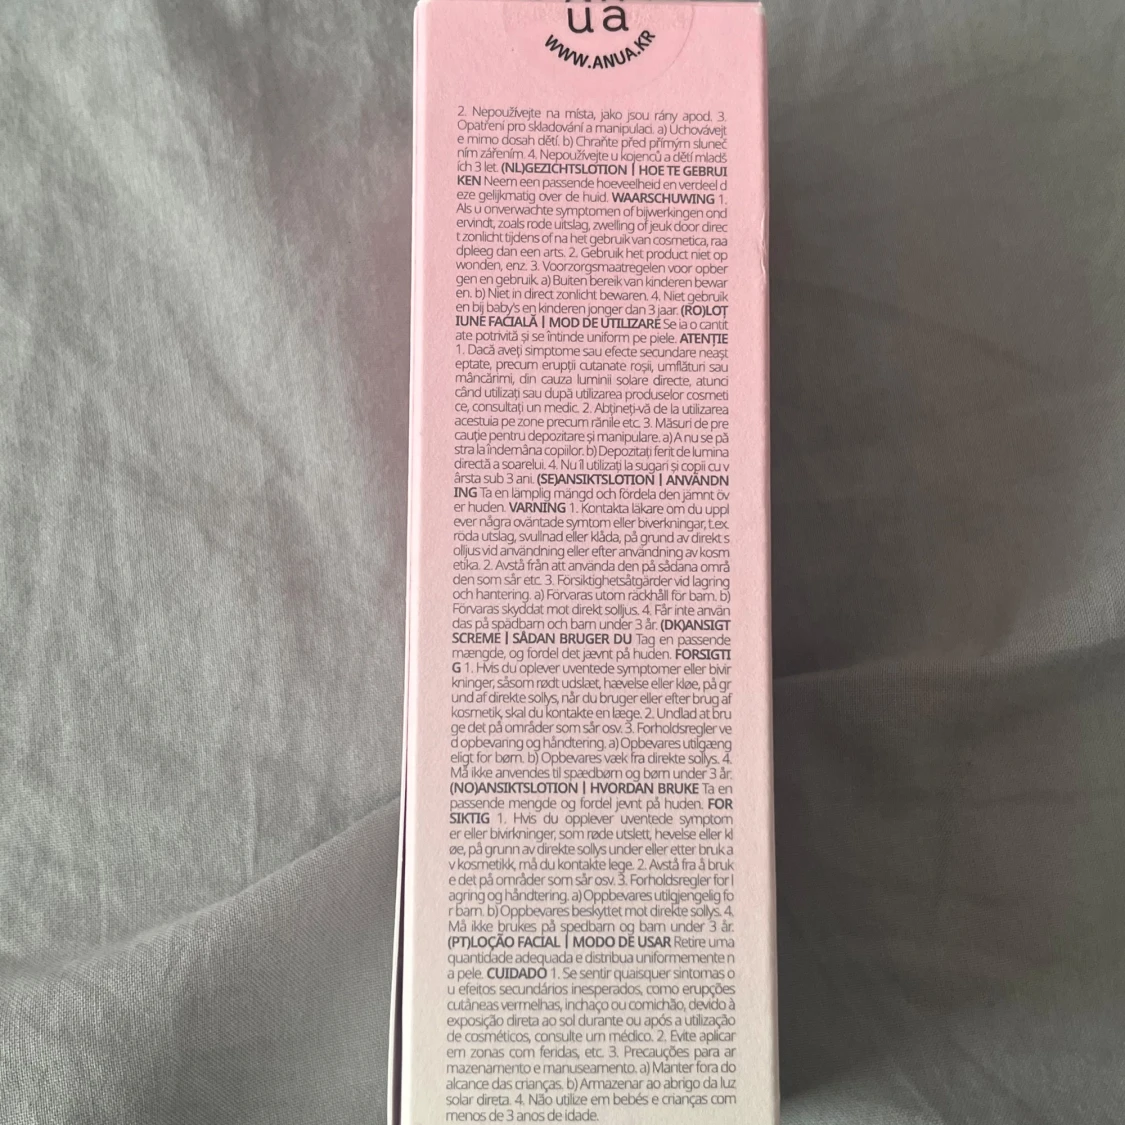 ua
WWW.ANUA.KR
2. Nepoužívejte na místa, jako jsou rány apod. 3.
Opatření pro skladování a manipulaci. a) Uchovávejt
e mimo dosah dětí. b) Chraňte před přímým sluneč
ním zářením. 4. Nepoužívejte u kojenců a dětí mladš
ích 3 let. (NL)GEZICHTSLOTION | HOE TE GEBRUI
KEN Neem een passende hoeveelheid en verdeel d
eze gelijkmatig over de huid. WAARSCHUWING 1.
Als u onverwachte symptomen of bijwerkingen ond
ervindt, zoals rode uitslag, zwelling of jeuk door direc
t zonlicht tijdens of na het gebruik van cosmetica, raa
dpleeg dan een arts. 2. Gebruik het product niet op
wonden, enz. 3. Voorzorgsmaatregelen voor opber
gen en gebruik. a) Buiten bereik van kinderen bewar
en. b) Niet in direct zonlicht bewaren. 4. Niet gebruik
en bij baby's en kinderen jonger dan 3 jaar. (RO)LOȚ
IUNE FACIALĂ | MOD DE UTILIZARE Se ia o cantit
ate potrivită și se întinde uniform pe piele. ATENȚIE
1. Dacă aveți simptome sau efecte secundare neașt
eptate, precum erupții cutanate roșii, umflături sau
mâncărimi, din cauza luminii solare directe, atunci
când utilizați sau după utilizarea produselor cosmeti
ce, consultați un medic. 2. Abțineți-vă de la utilizarea
acestuia pe zone precum rănile etc. 3. Măsuri de pre
cauție pentru depozitare și manipulare. a) A nu se pă
stra la îndemâna copiilor. b) Depozitați ferit de lumina
directă a soarelui. 4. Nu îl utilizați la sugari și copii cu v
ârsta sub 3 ani. (SE)ANSIKTSLOTION | ANVÄNDN
ING Ta en lämplig mängd och fördela den jämnt öv
er huden. VARNING 1. Kontakta läkare om du uppl
ever några oväntade symtom eller biverkningar, t.ex.
röda utslag, svullnad eller klåda, på grund av direkt s
olljus vid användning eller efter användning av kosm
etika. 2. Avstå från att använda den på sådana områ
den som sår etc. 3. Försiktighetsåtgärder vid lagring
och hantering. a) Förvaras utom räckhåll för barn. b)
Förvaras skyddat mot direkt solljus. 4. Får inte använ
das på spädbarn och barn under 3 år. (DK)ANSIGT
SCREME | SÅDAN BRUGER DU Tag en passende
mængde, og fordel det jævnt på huden. FORSIGTI
G 1. Hvis du oplever uventede symptomer eller bivir
kninger, såsom rødt udslæt, hævelse eller kløe, på gr
und af direkte sollys, når du bruger eller efter brug af
kosmetik, skal du kontakte en læge. 2. Undlad at bru
ge det på områder som sår osv. 3. Forholdsregler ve
d opbevaring og håndtering. a) Opbevares utilgæng
eligt for børn. b) Opbevares væk fra direkte sollys. 4.
Må ikke anvendes til spædbørn og børn under 3 år.
(NO)ANSIKTSLOTION | HVORDAN BRUKE Ta en
passende mengde og fordel jevnt på huden. FOR
SIKTIG 1. Hvis du opplever uventede symptom
er eller bivirkninger, som røde utslett, hevelse eller kl
øe, på grunn av direkte sollys under eller etter bruk a
v kosmetikk, må du kontakte lege. 2. Avstå fra å bruk
e det på områder som sår osv. 3. Forholdsregler for l
agring og håndtering. a) Oppbevares utilgjengelig fo
r barn. b) Oppbevares beskyttet mot direkte sollys. 4.
Må ikke brukes på spedbarn og barn under 3 år.
(PT)LOÇÃO FACIAL | MODO DE USAR Retire uma
quantidade adequada e distribua uniformemente n
a pele. CUIDADO 1. Se sentir quaisquer sintomas o
u efeitos secundários inesperados, como erupções
cutâneas vermelhas, inchaço ou comichão, devido à
exposição direta ao sol durante ou após a utilização
de cosméticos, consulte um médico. 2. Evite aplicar
em zonas com feridas, etc. 3. Precauções para ar
mazenamento e manuseamento. a) Manter fora do
alcance das crianças. b) Armazenar ao abrigo da luz
solar direta. 4. Não utilize em bebés e crianças com
menos de 3 anos de idade.